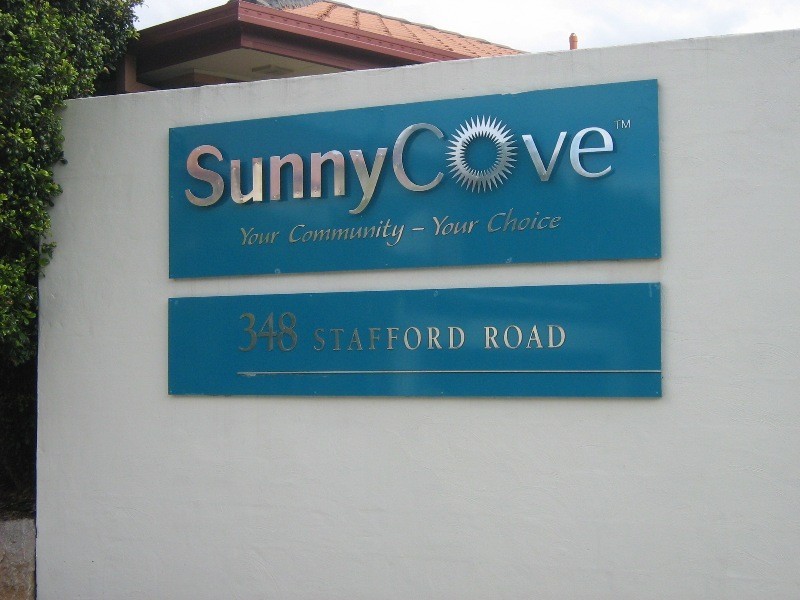 SunnyCove™
Your Community – Your Choice
348 STAFFORD ROAD